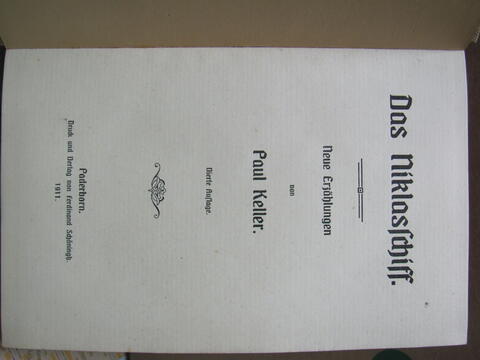 Das Niklasschiff.
Neue Erzählungen
von
Paul Keller.
Vierte Auflage.
Paderborn.
Druck und Verlag von Ferdinand Schöningh.
1911.